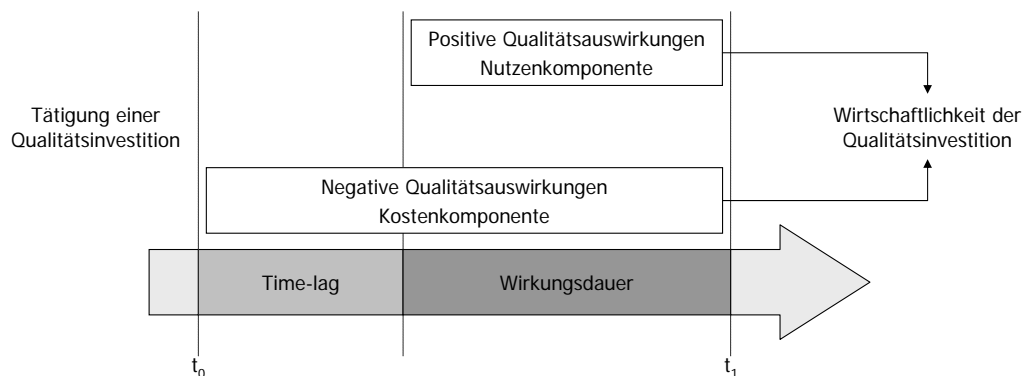 Positive Qualitätsauswirkungen
Nutzenkomponente
Tätigung einer
Qualitätsinvestition
Wirtschaftlichkeit der
Qualitätsinvestition
Negative Qualitätsauswirkungen
Kostenkomponente
Time-lag
Wirkungsdauer
t0
t1